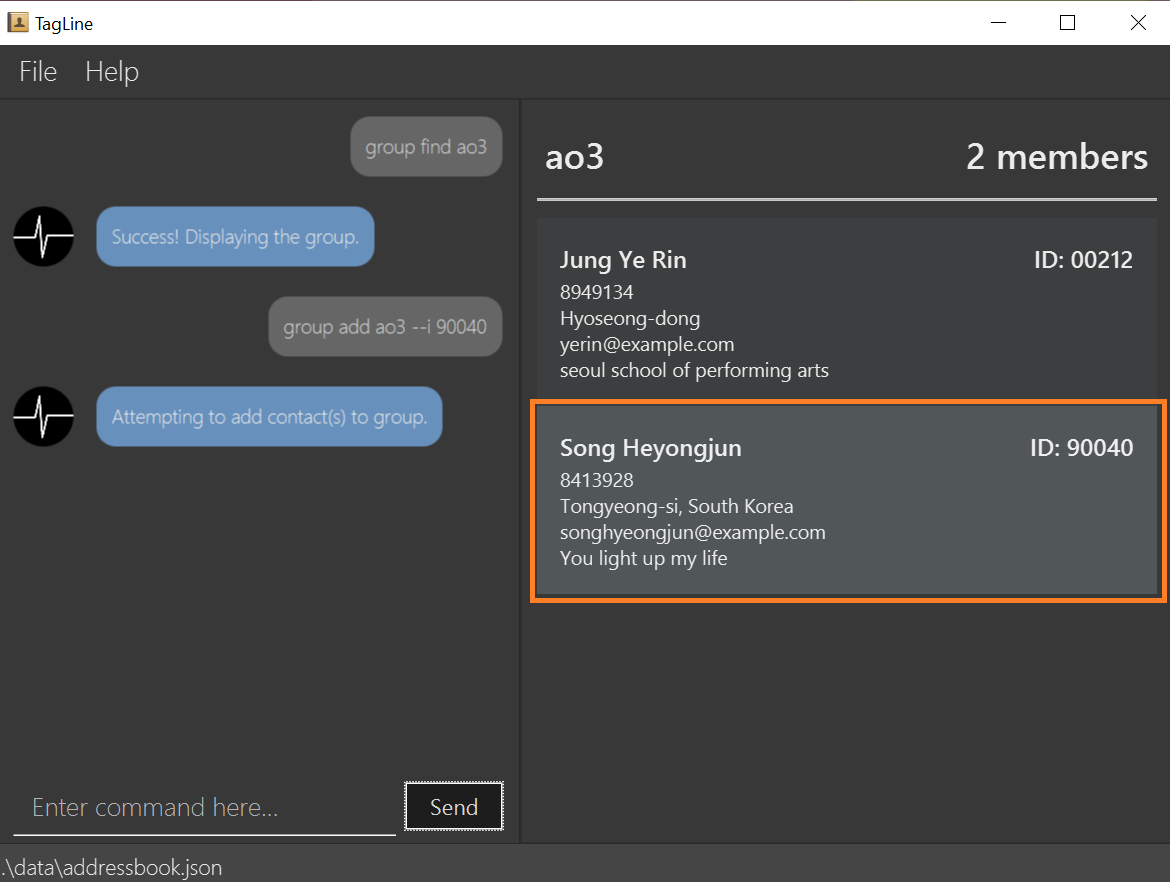 TagLine
File Help
group find ao3
Success! Displaying the group.
group add ao3 --i 90040
Attempting to add contact(s) to group.
Enter command here...
Send
ao3 2 members
Jung Ye Rin ID: 00212
8949134
Hyoseong-dong
yerin@example.com
seoul school of performing arts
Song Heyongjun ID: 90040
8413928
Tongyeong-si, South Korea
songhyeongjun@example.com
You light up my life
.\data\addressbook.json